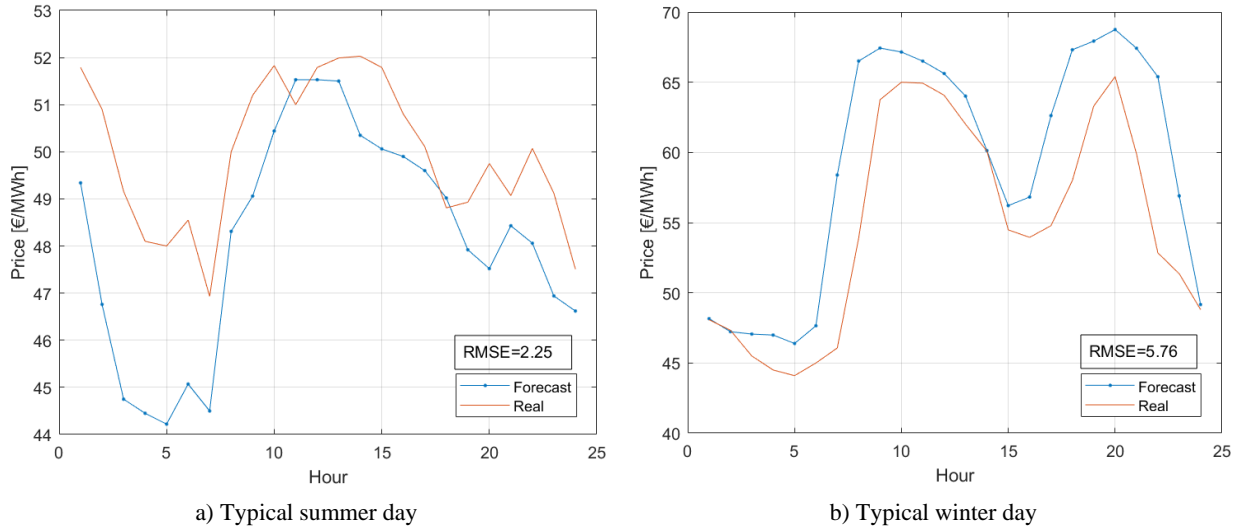 53
52
51
50
49
48
47
46
45
44
Price [€/MWh]
0
5
10
15
20
25
Hour
RMSE=2.25
Forecast
Real
a) Typical summer day
70
65
60
55
50
45
40
Price [€/MWh]
0
5
10
15
20
25
Hour
RMSE=5.76
Forecast
Real
b) Typical winter day